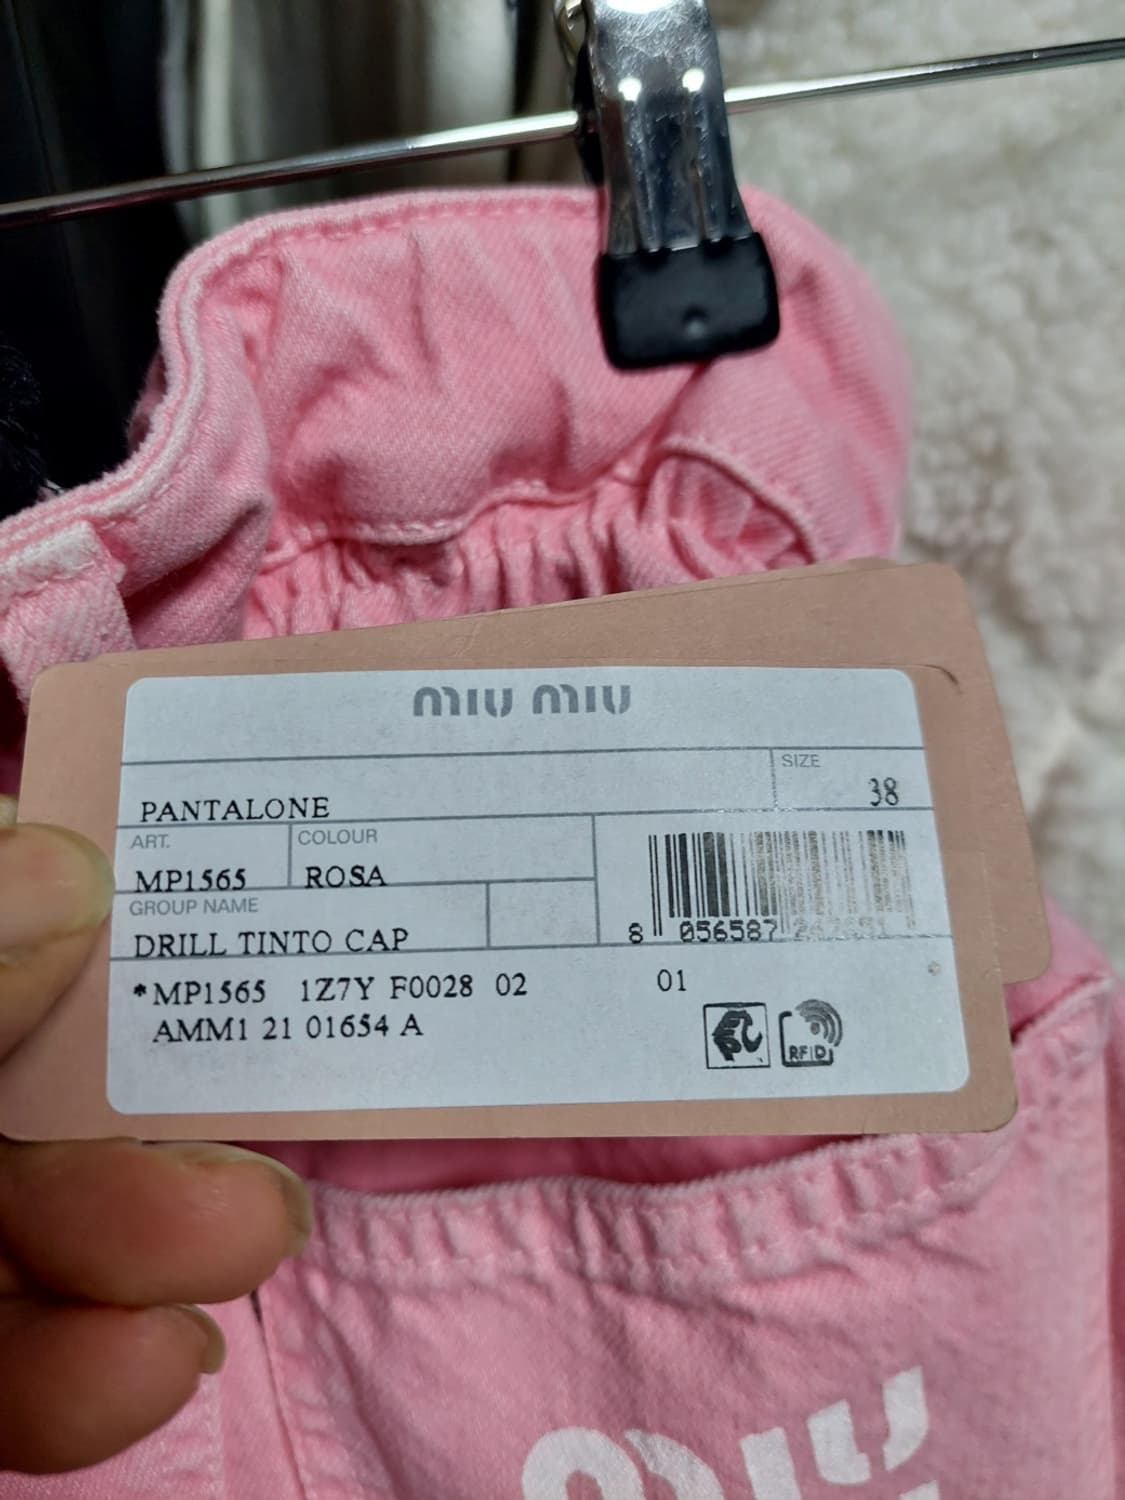 MIU MIU
SIZE
PANTALONE 38
ART. COLOUR
MP1565 ROSA
GROUP NAME
DRILL TINTO CAP
8 056587
*MP1565 1Z7Y F0028 02 01
AMM1 21 01654 A
RFID
miu